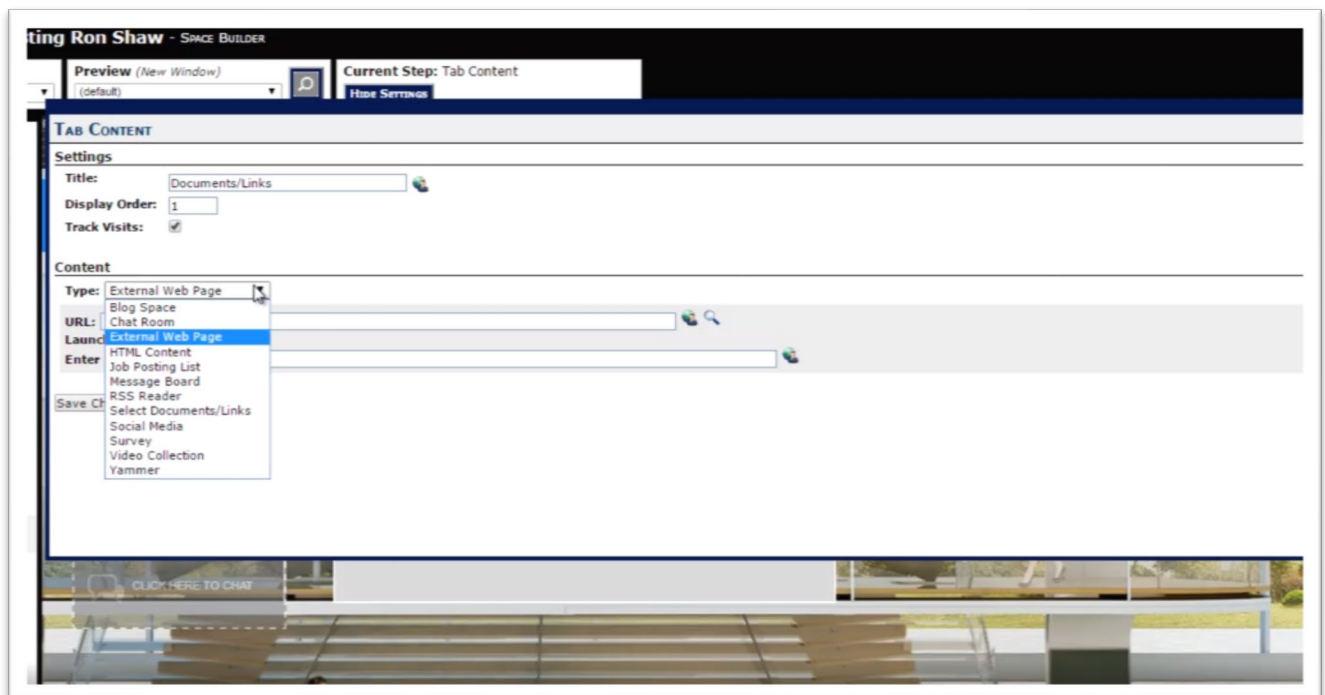 ting Ron Shaw - SPACE BUILDER
Preview (New Window)
Current Step: Tab Content
(default)
HIDE SETTINGS
TAB CONTENT
Settings
Title: Documents/Links
Display Order: 1
Track Visits:
Content
Type: External Web Page
Blog Space
URL:
Chat Room
Launc
External Web Page
HTML Content
Enter
Job Posting List
Message Board
RSS Reader
Save Ch
Select Documents/Links
Social Media
Survey
Video Collection
Yammer
CLICK HERE TO CHAT